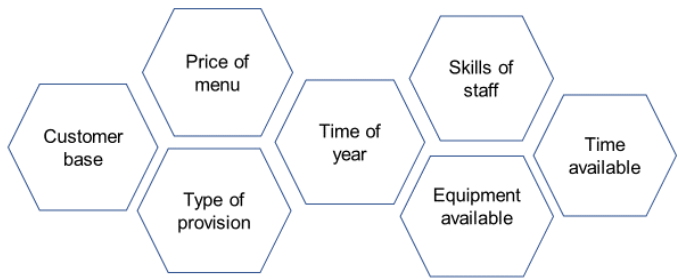 Customer
base
Price of
menu
Type of
provision
Time of
year
Skills of
staff
Equipment
available
Time
available